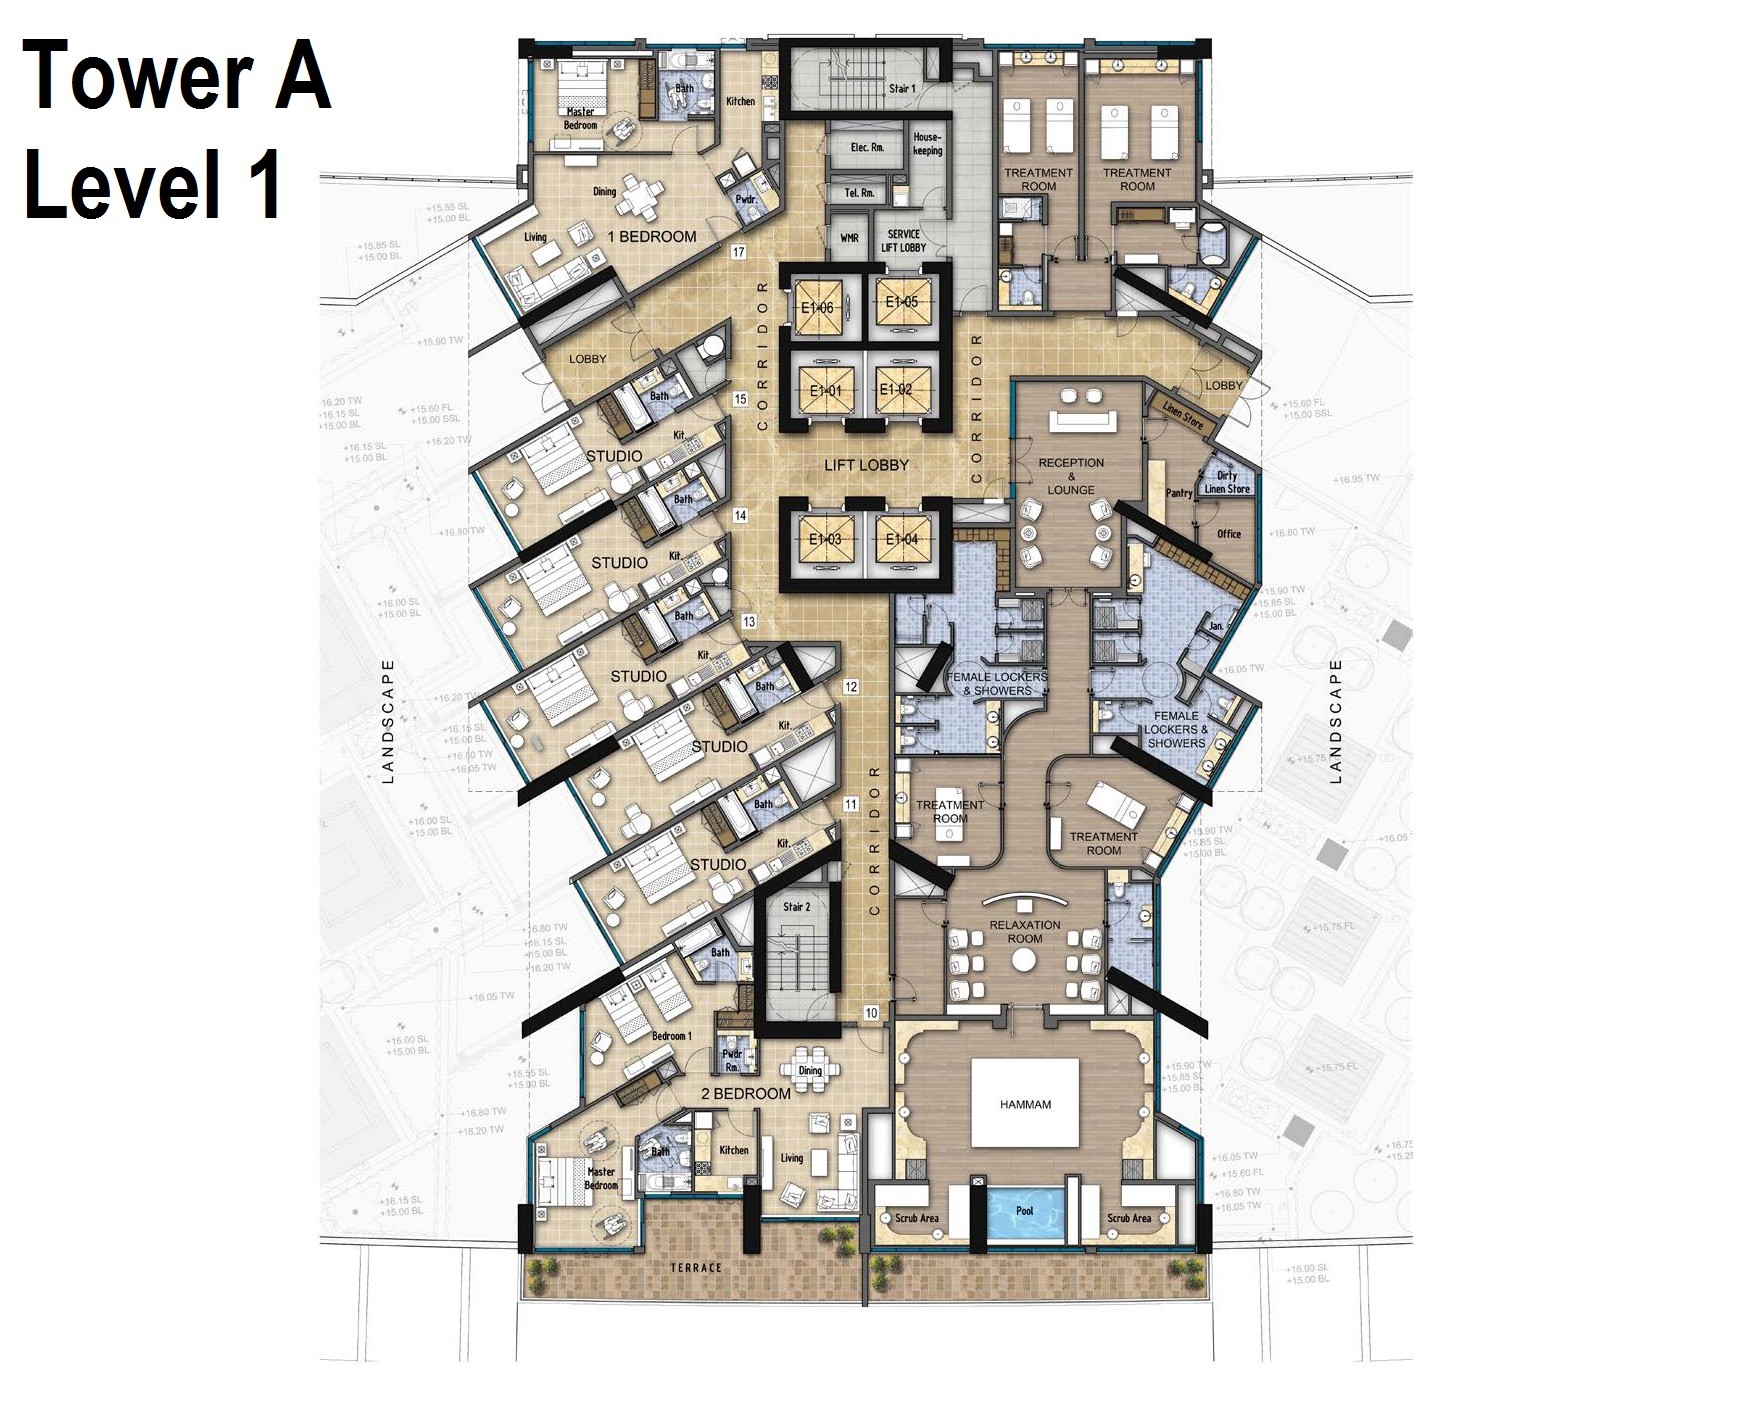 Tower A
Level 1
Master
Bedroom
Bath
Kitchen
Stair 1
Elec. Rm.
House-
keeping
TREATMENT
ROOM
TREATMENT
ROOM
Dining
Pwdr.
Tel. Rm.
Living
1 BEDROOM
17
WMR
SERVICE
LIFT LOBBY
+15.55 SL
+15.00 BL
+15.85 SL
+15.00 BL
E1-06
E1-05
CORRIDOR
CORRIDOR
+15.90 TW
LOBBY
LOBBY
E1-01
E1-02
Bath
15
+16.20 TW
+16.15 SL
+15.00 BL
+15.60 FL
+15.00 SSL
+15.60 FL
+15.00 SSL
Linen Store
Kit.
STUDIO
LIFT LOBBY
RECEPTION
&
LOUNGE
+16.15 SL
+15.00 BL
+16.20 TW
Dirty
Linen Store
Pantry
+16.95 TW
Bath
14
+16.80 TW
Office
+16.80 TW
E1-03
E1-04
Kit.
STUDIO
+16.00 SL
+15.00 BL
+15.90 TW
+15.85 SL
+15.00 BL
Bath
13
Jan.
Kit.
STUDIO
LANDSCAPE
LANDSCAPE
FEMALE LOCKERS
& SHOWERS
+16.05 TW
Bath
12
+16.20 TW
+16.15 SL
+15.00 BL
+16.80 TW
+16.05 TW
FEMALE
LOCKERS &
SHOWERS
Kit.
STUDIO
+15.75 FL
Bath
11
CORRIDOR
TREATMENT
ROOM
TREATMENT
ROOM
+16.00 SL
+15.00 BL
+15.90 TW
+15.85 SL
+15.00 BL
+16.05 TW
Kit.
STUDIO
Stair 2
RELAXATION
ROOM
+15.75 FL
+16.80 TW
+16.15 SL
+15.00 BL
+16.20 TW
Bath
+16.05 TW
10
Bedroom 1
+16.00 SL
+15.00 BL
Pwdr
Rm.
Dining
2 BEDROOM
+15.55 SL
+15.00 BL
+15.90 TW
+15.85 SL
+15.00 BL
+15.75 FL
HAMMAM
+16.80 TW
+16.20 TW
Bath
Kitchen
Living
Master
Bedroom
+16.05 TW
+15.60 FL
+16.80 TW
+16.05 TW
+16.15 SL
+15.00 BL
Scrub Area
Pool
Scrub Area
TERRACE
+16.00 SL
+15.00 BL